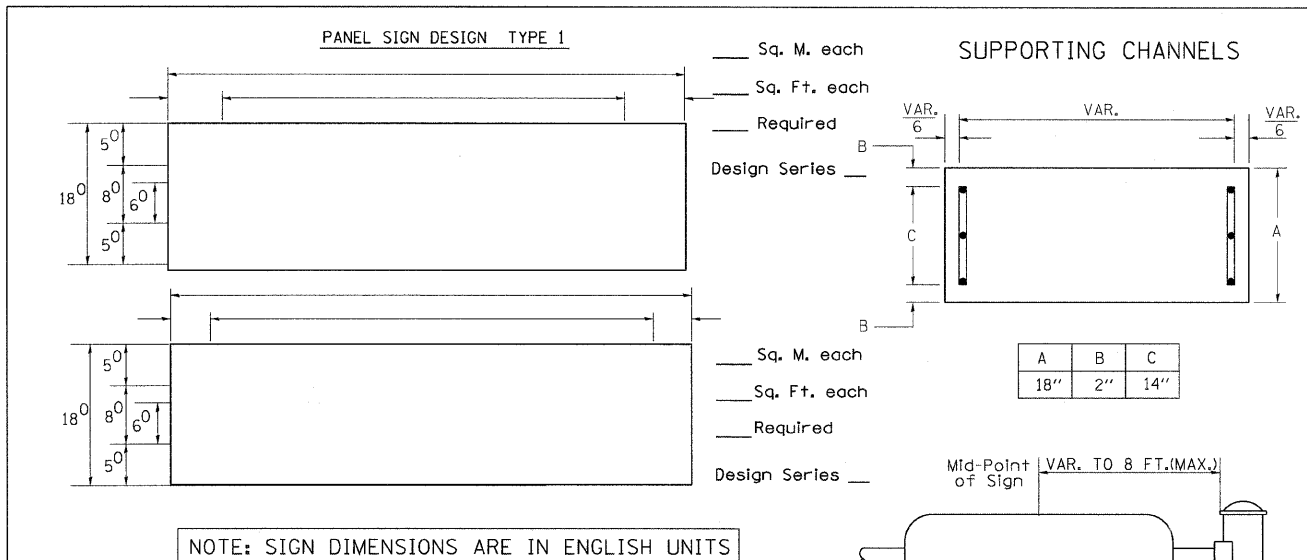 PANEL SIGN DESIGN TYPE 1
___ Sq. M. each
___ Sq. Ft. each
___ Required
Design Series __
5⁰
18⁰
8⁰
6⁰
5⁰
___ Sq. M. each
___ Sq. Ft. each
___ Required
Design Series __
5⁰
18⁰
8⁰
6⁰
5⁰
NOTE: SIGN DIMENSIONS ARE IN ENGLISH UNITS
SUPPORTING CHANNELS
VAR.
6
VAR.
VAR.
6
B
C
A
B
A B C
18" 2" 14"
Mid-Point
of Sign
VAR. TO 8 FT.(MAX.)